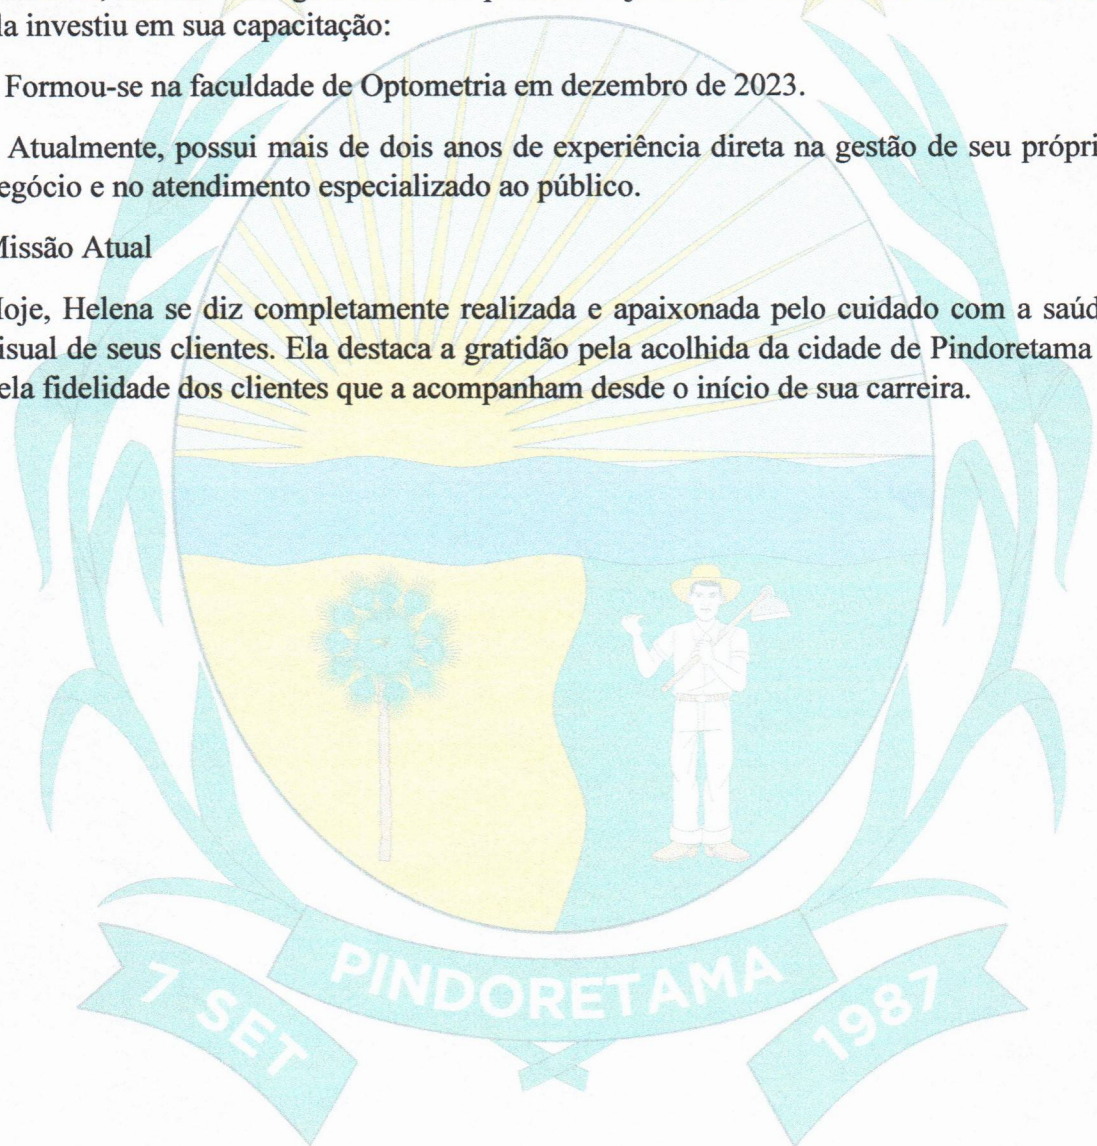 la investiu em sua capacitação:
Formou-se na faculdade de Optometria em dezembro de 2023.
Atualmente, possui mais de dois anos de experiência direta na gestão de seu própri
egócio e no atendimento especializado ao público.
Missão Atual
Hoje, Helena se diz completamente realizada e apaixonada pelo cuidado com a saúd
isual de seus clientes. Ela destaca a gratidão pela acolhida da cidade de Pindoretama
ela fidelidade dos clientes que a acompanham desde o início de sua carreira.
7 SET PINDORETAMA 1987